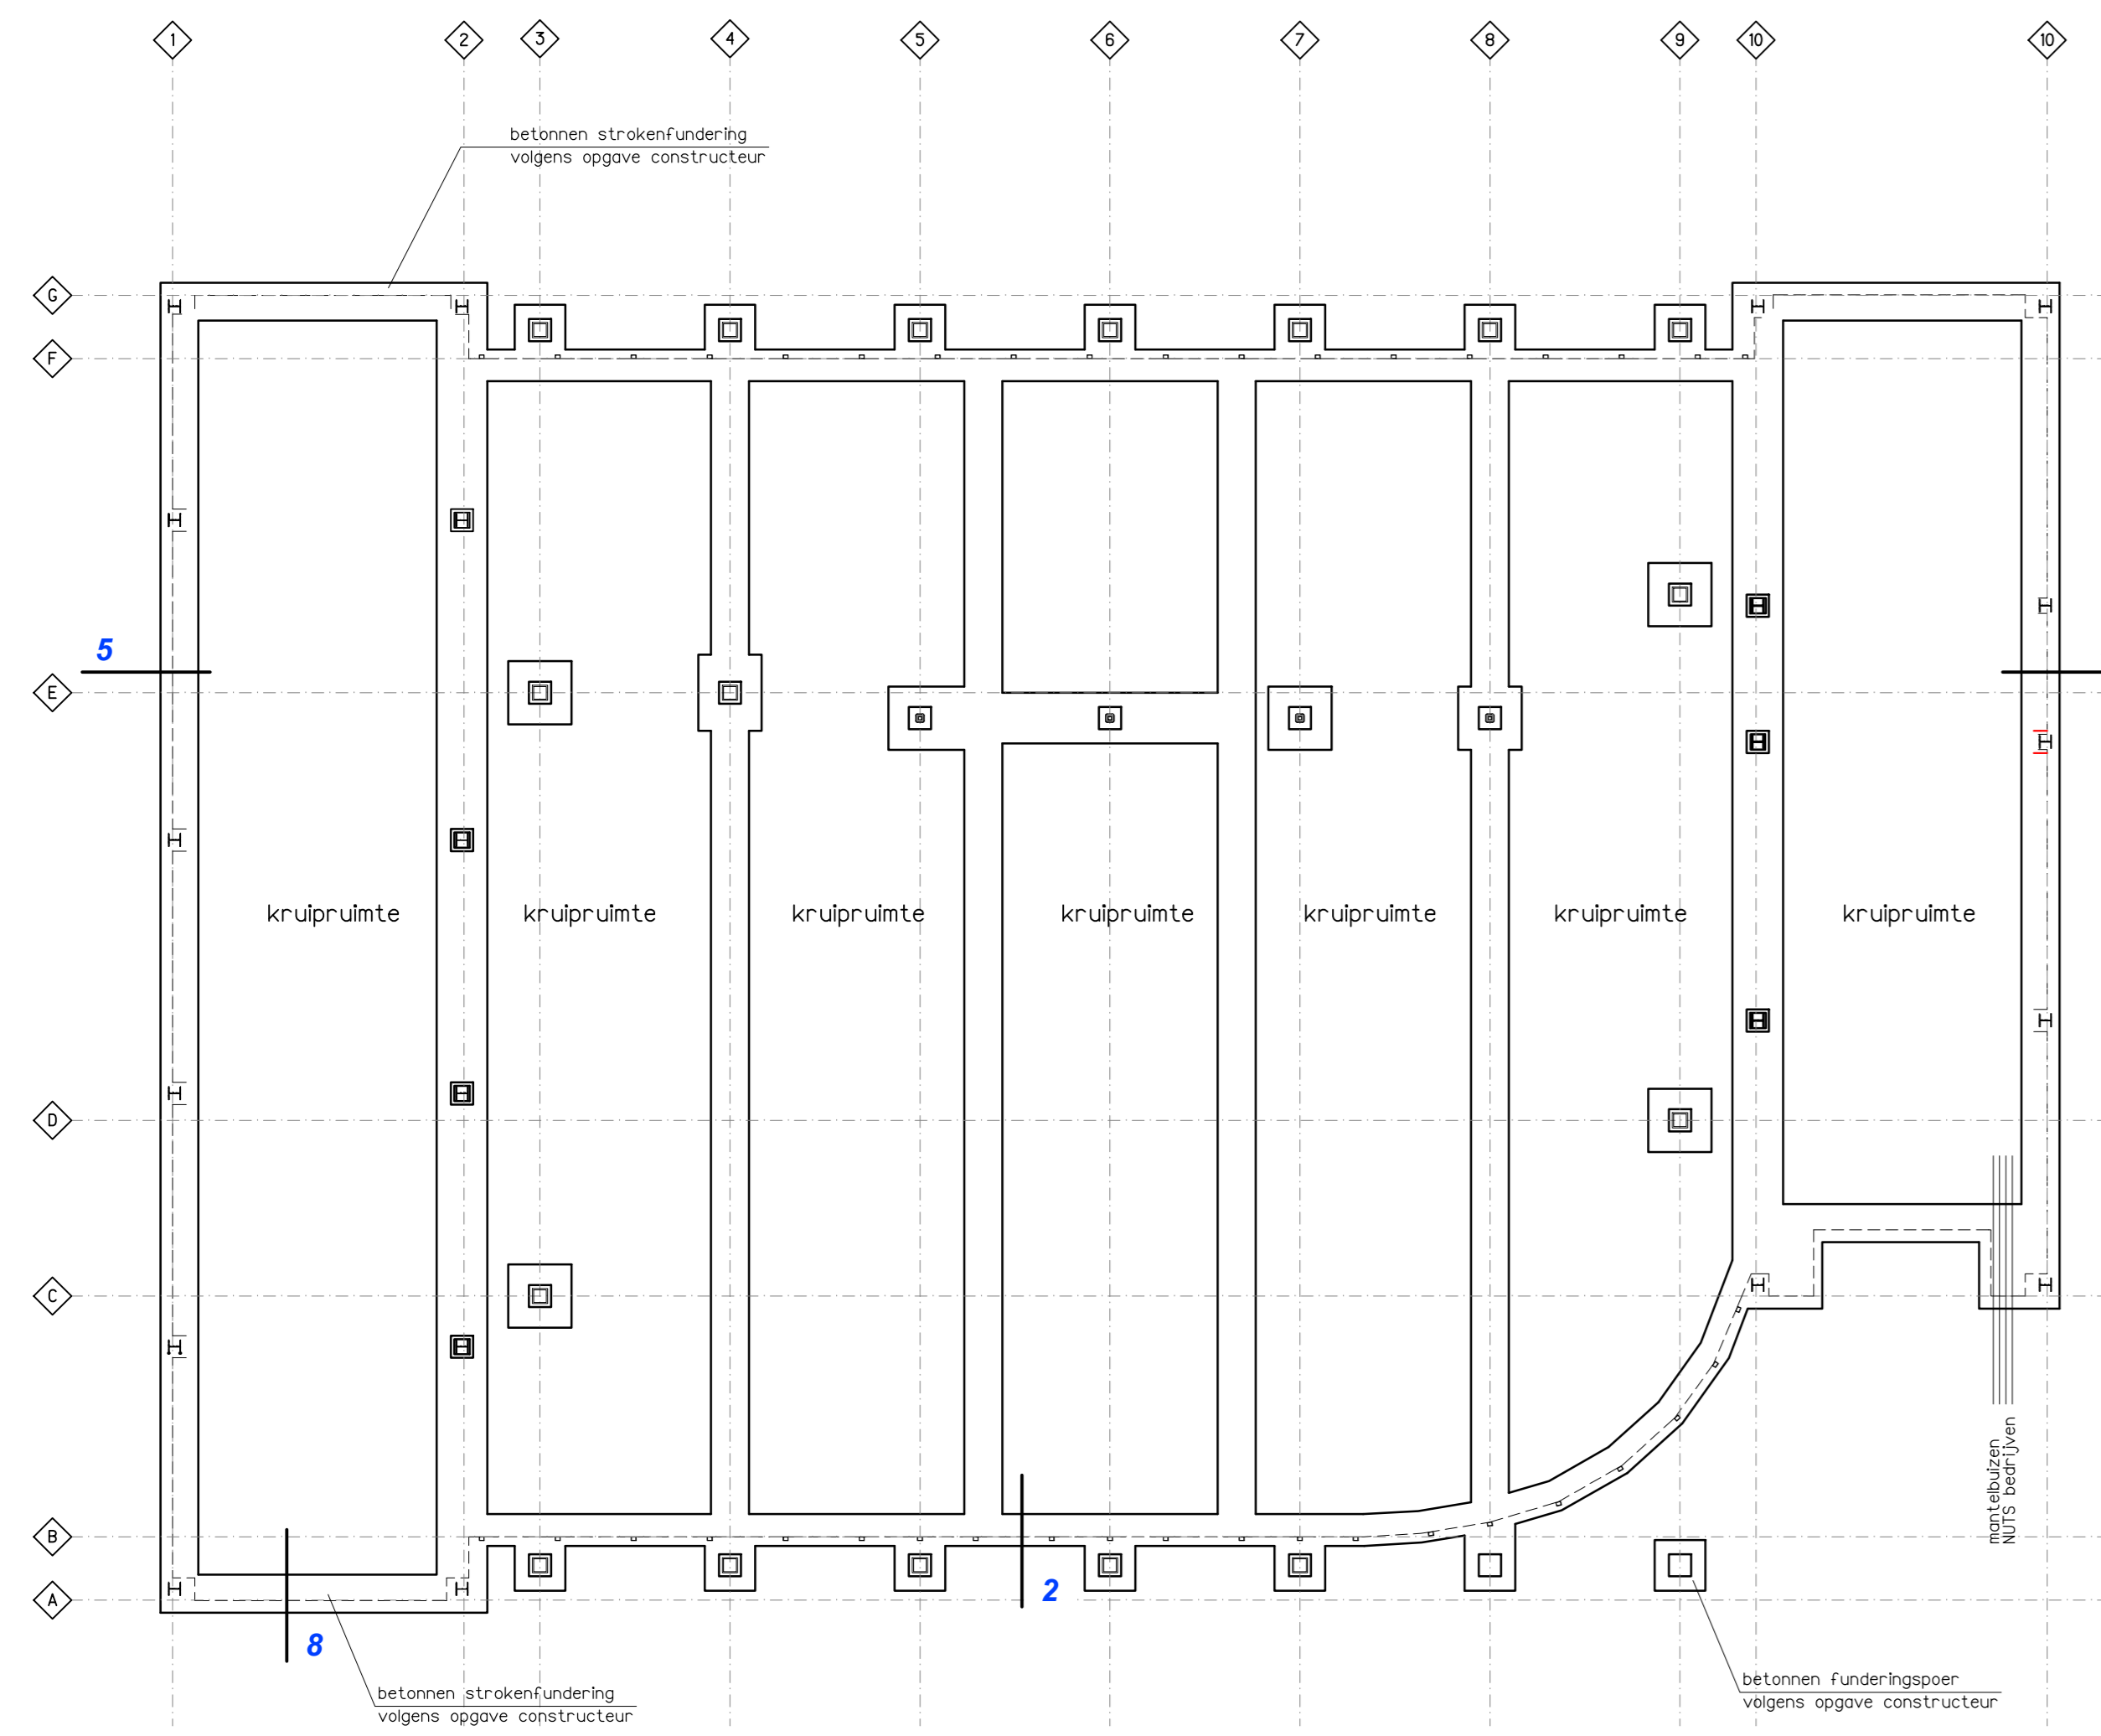 1 2 3 4 5 6 7 8 9 10 10
betonnen strokenfundering
volgens opgave constructeur
G
F
5
E
kruipruimte kruipruimte kruipruimte kruipruimte kruipruimte kruipruimte kruipruimte
D
C
mantelbuizen
NUTS bedrijven
B
2
A
8
betonnen strokenfundering
volgens opgave constructeur
betonnen funderingspoer
volgens opgave constructeur